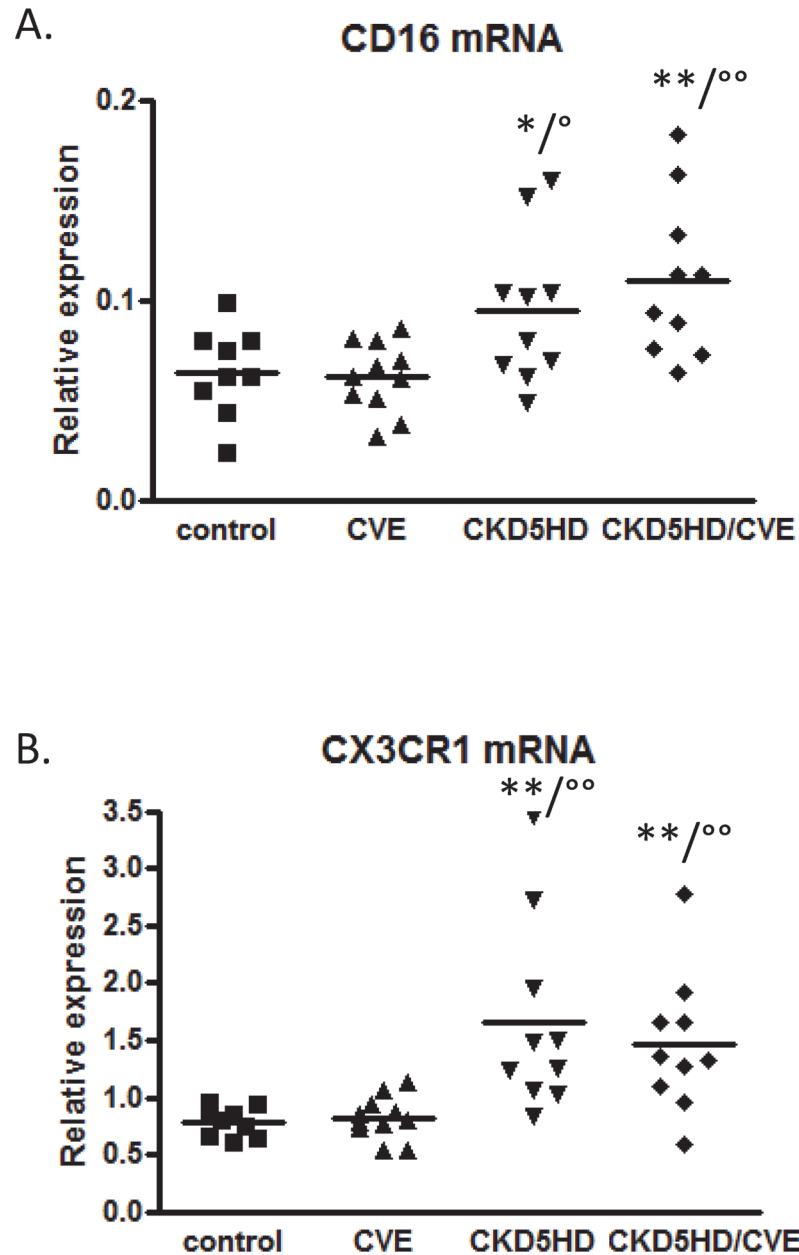 A.
CD16 mRNA
**/°°
*/°
0.2
0.1
0.0
Relative expression
control CVE CKD5HD CKD5HD/CVE
B.
CX3CR1 mRNA
**/°°
**/°°
3.5
3.0
2.5
2.0
1.5
1.0
0.5
0.0
Relative expression
control CVE CKD5HD CKD5HD/CVE